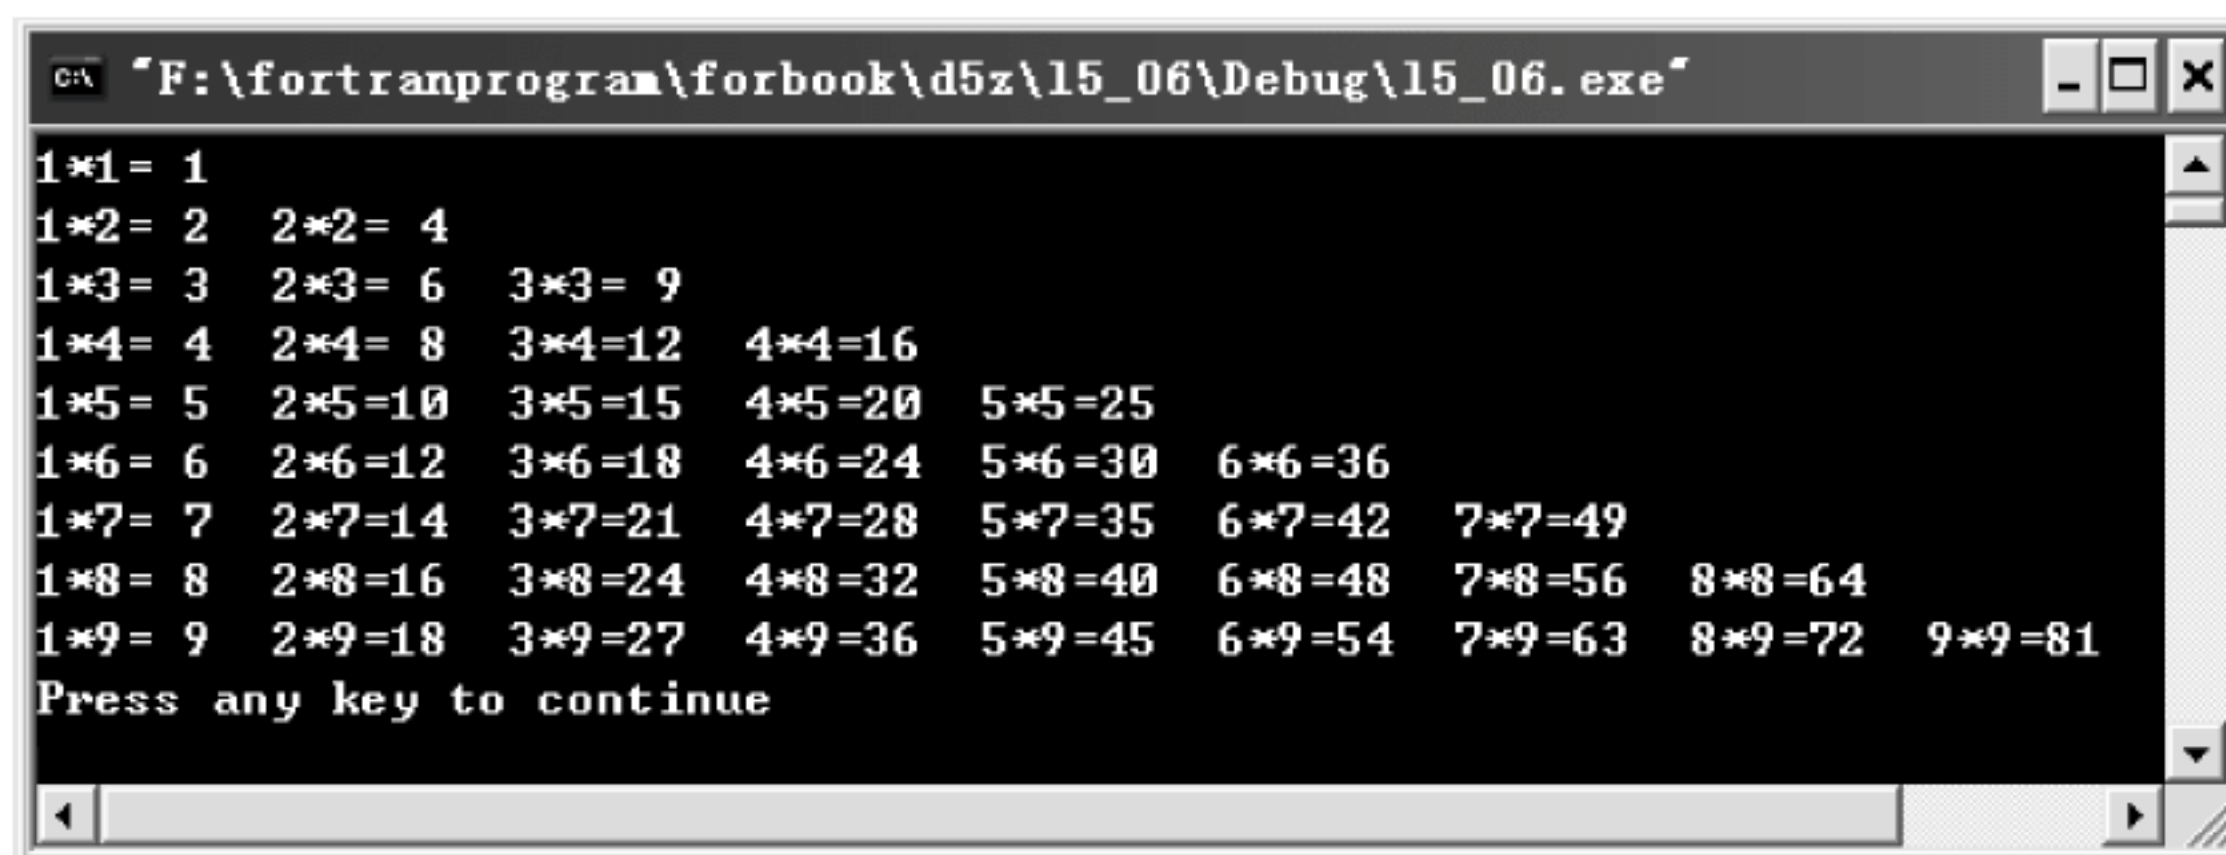 C:\ "F:\fortranprogram\forbook\d5z\l5_06\Debug\l5_06.exe"
1*1= 1
1*2= 2  2*2= 4
1*3= 3  2*3= 6  3*3= 9
1*4= 4  2*4= 8  3*4=12  4*4=16
1*5= 5  2*5=10  3*5=15  4*5=20  5*5=25
1*6= 6  2*6=12  3*6=18  4*6=24  5*6=30  6*6=36
1*7= 7  2*7=14  3*7=21  4*7=28  5*7=35  6*7=42  7*7=49
1*8= 8  2*8=16  3*8=24  4*8=32  5*8=40  6*8=48  7*8=56  8*8=64
1*9= 9  2*9=18  3*9=27  4*9=36  5*9=45  6*9=54  7*9=63  8*9=72  9*9=81
Press any key to continue